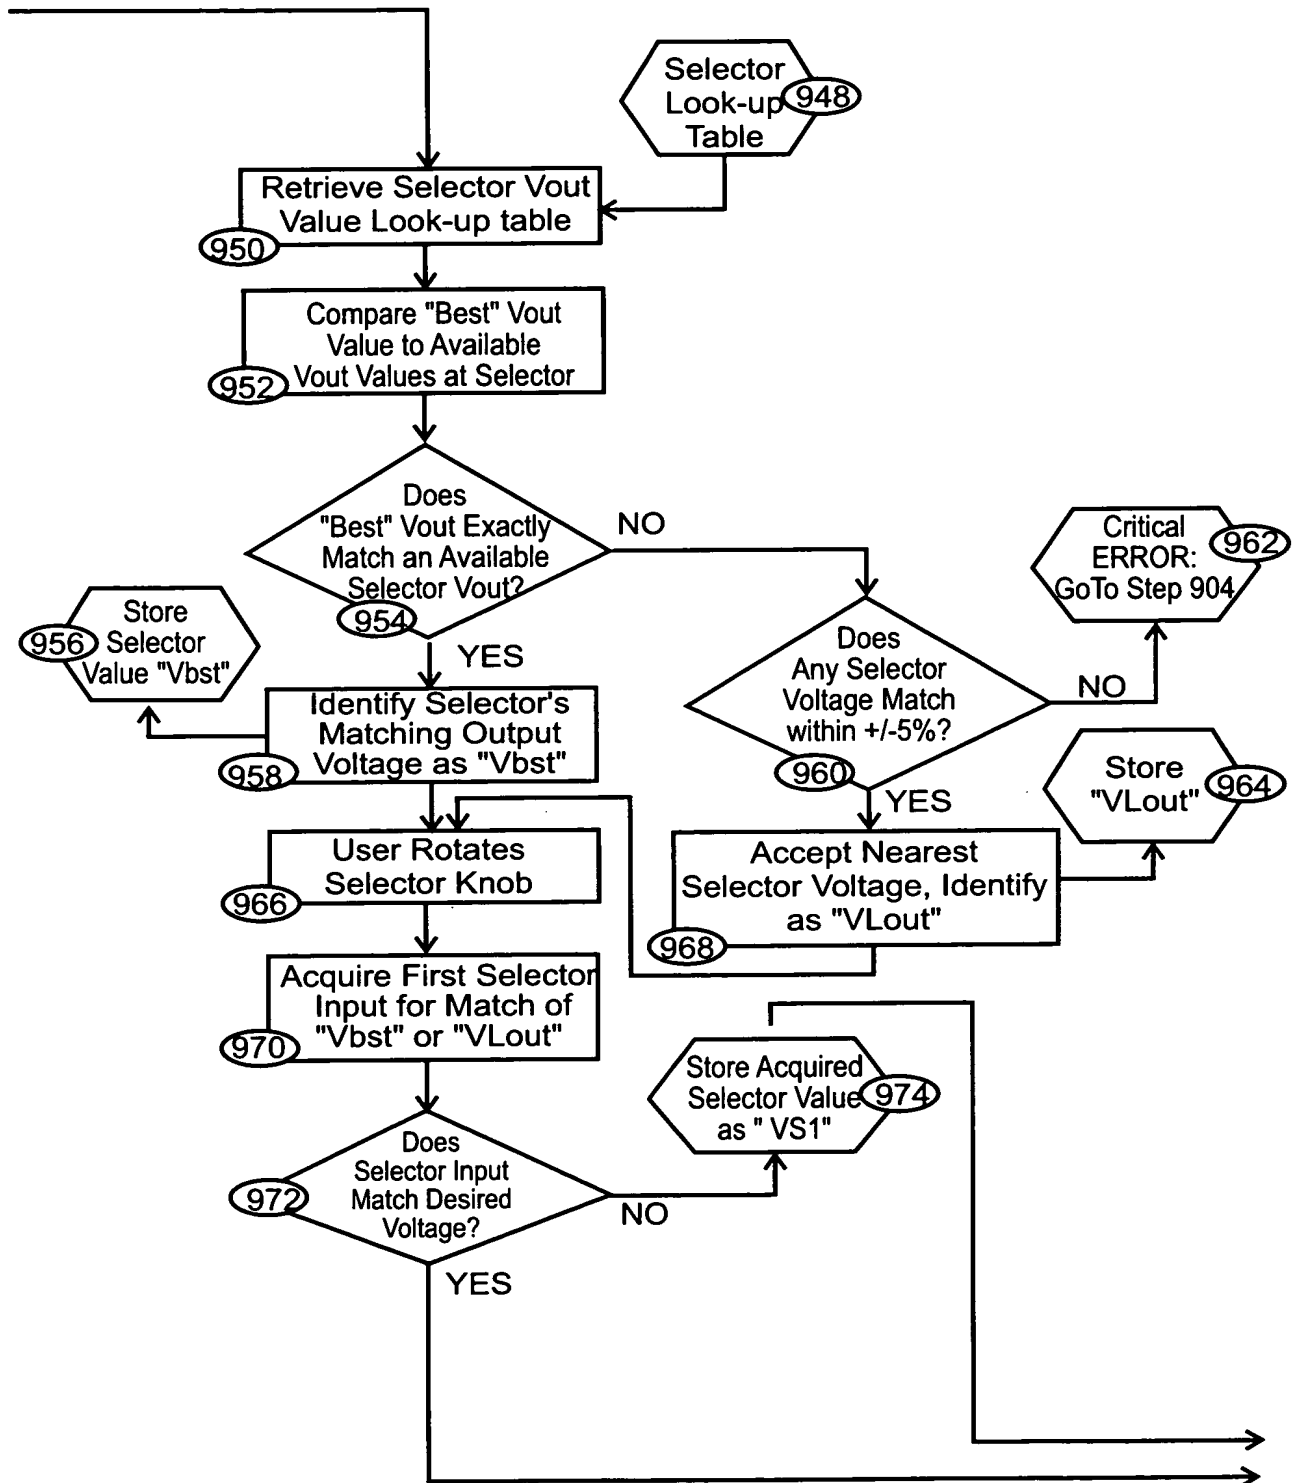 Selector
Look-up
Table
948
Retrieve Selector Vout
Value Look-up table
950
Compare "Best" Vout
Value to Available
Vout Values at Selector
952
Does
"Best" Vout Exactly
Match an Available
Selector Vout?
954
NO
YES
Critical
ERROR:
GoTo Step 904
962
Store
Selector
Value "Vbst"
956
Does
Any Selector
Voltage Match
within +/-5%?
960
NO
YES
Identify Selector's
Matching Output
Voltage as "Vbst"
958
Store
"VLout"
964
User Rotates
Selector Knob
966
Accept Nearest
Selector Voltage, Identify
as "VLout"
968
Acquire First Selector
Input for Match of
"Vbst" or "VLout"
970
Store Acquired
Selector Value
as " VS1"
974
Does
Selector Input
Match Desired
Voltage?
972
NO
YES